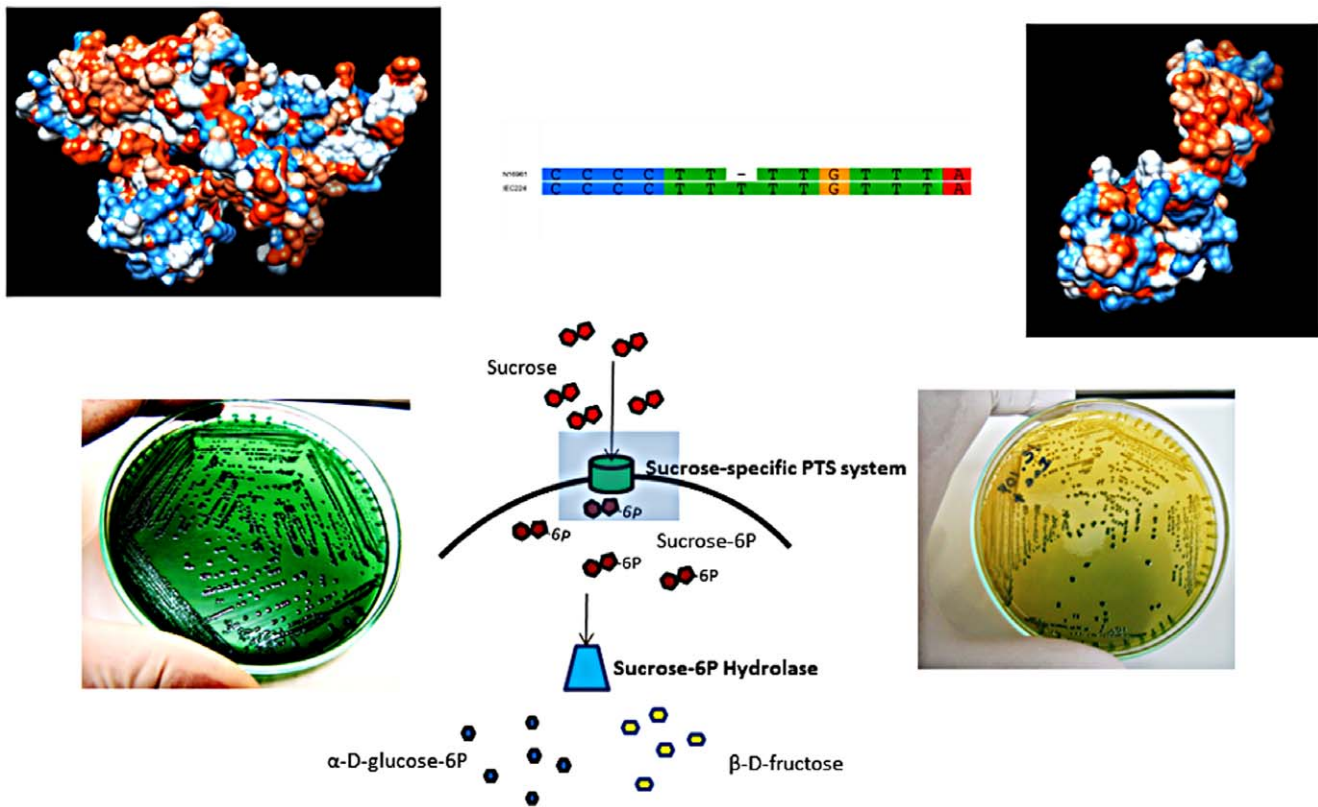 N16961 C C C C T T - T T G T T T A
IEC224 C C C C T T T T T G T T T A
Sucrose
Sucrose-specific PTS system
-6P
-6P
Sucrose-6P
-6P
-6P
Sucrose-6P Hydrolase
α-D-glucose-6P
β-D-fructose